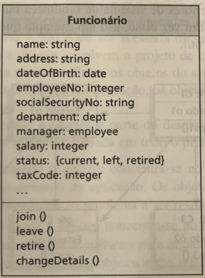 Funcionário
name: string
address: string
dateOfBirth: date
employeeNo: integer
socialSecurityNo: string
department: dept
manager: employee
salary: integer
status: {current, left, retired}
taxCode: integer
...
join ()
leave ()
retire ()
changeDetails ()